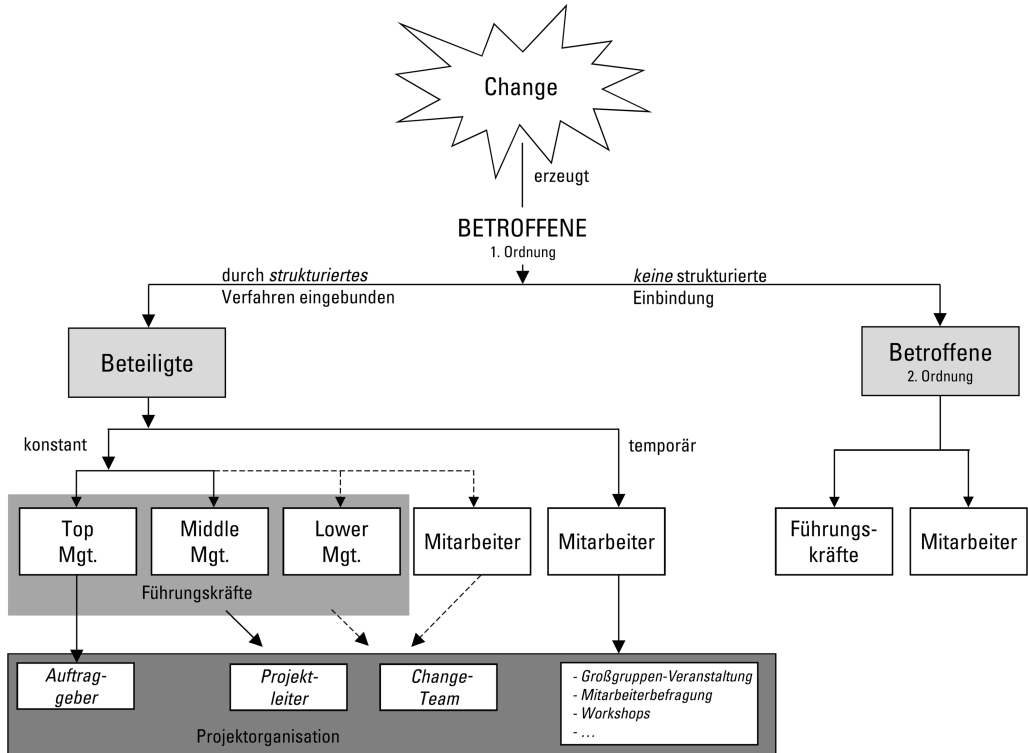 Change
erzeugt
BETROFFENE
1. Ordnung
durch strukturiertes
Verfahren eingebunden
keine strukturierte
Einbindung
Beteiligte
Betroffene
2. Ordnung
konstant
temporär
Top
Mgt.
Middle
Mgt.
Lower
Mgt.
Mitarbeiter
Mitarbeiter
Führungs-
kräfte
Mitarbeiter
Führungskräfte
Auftrag-
geber
Projekt-
leiter
Change-
Team
- Großgruppen-Veranstaltung
- Mitarbeiterbefragung
- Workshops
- ...
Projektorganisation